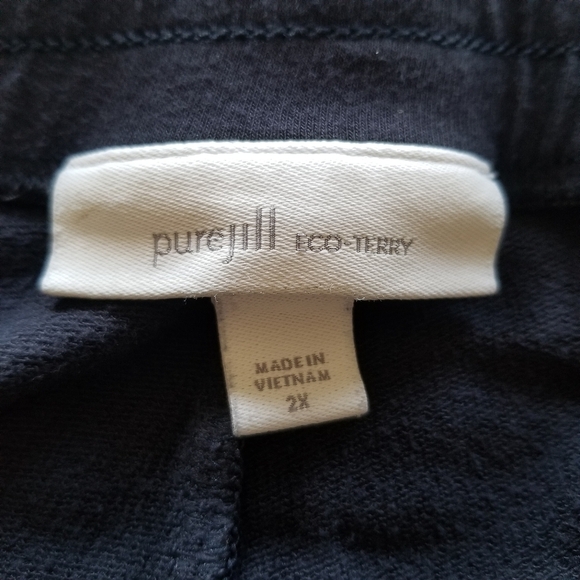 purejill ECO-TERRY
MADE IN
VIETNAM
2X